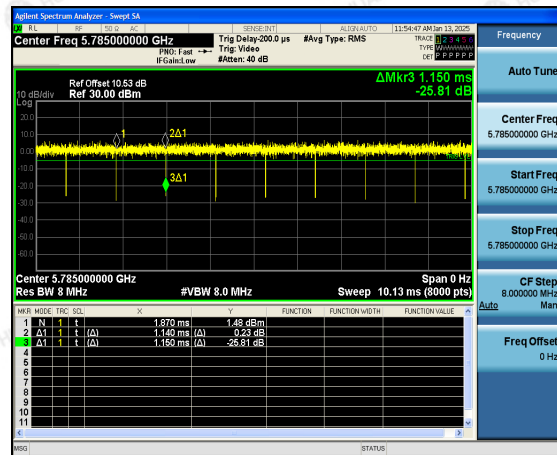 Agilent Spectrum Analyzer - Swept SA
RL RF 50 Ω AC SENSE:INT ALIGN AUTO 11:54:47 AM Jan 13, 2025
Center Freq 5.785000000 GHz
PNO: Fast
IFGain:Low
Trig Delay-200.0 µs
Trig: Video
#Atten: 40 dB
#Avg Type: RMS
TRACE 1 2 3 4 5 6
TYPE WWWWWW
DET P P P P P P
Ref Offset 10.53 dB
10 dB/div Ref 30.00 dBm
Log
ΔMkr3 1.150 ms
-25.81 dB
20.0
10.0
0.00
-10.0
-20.0
-30.0
-40.0
-50.0
-60.0
1
2Δ1
3Δ1
Center 5.785000000 GHz Span 0 Hz
Res BW 8 MHz #VBW 8.0 MHz Sweep 10.13 ms (8000 pts)
MKR MODE TRC SCL X Y FUNCTION FUNCTION WIDTH FUNCTION VALUE
1 N 1 t 1.870 ms 1.48 dBm
2 Δ1 1 t (Δ) 1.140 ms (Δ) 0.23 dB
3 Δ1 1 t (Δ) 1.150 ms (Δ) -25.81 dB
4
5
6
7
8
9
10
11
MSG STATUS
Frequency
Auto Tune
Center Freq
5.785000000 GHz
Start Freq
5.785000000 GHz
Stop Freq
5.785000000 GHz
CF Step
8.000000 MHz
Auto Man
Freq Offset
0 Hz